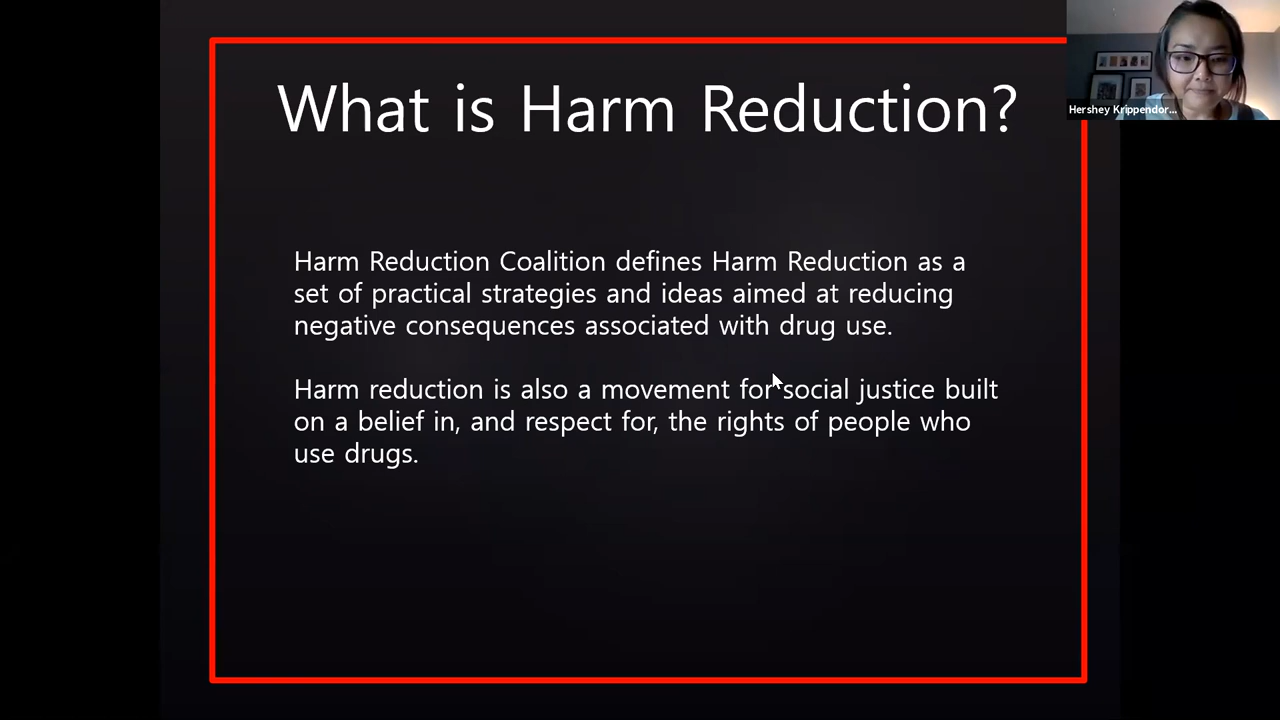 What is Harm Reduction?
Hershey Krippendor...
Harm Reduction Coalition defines Harm Reduction as a
set of practical strategies and ideas aimed at reducing
negative consequences associated with drug use.
Harm reduction is also a movement for social justice built
on a belief in, and respect for, the rights of people who
use drugs.